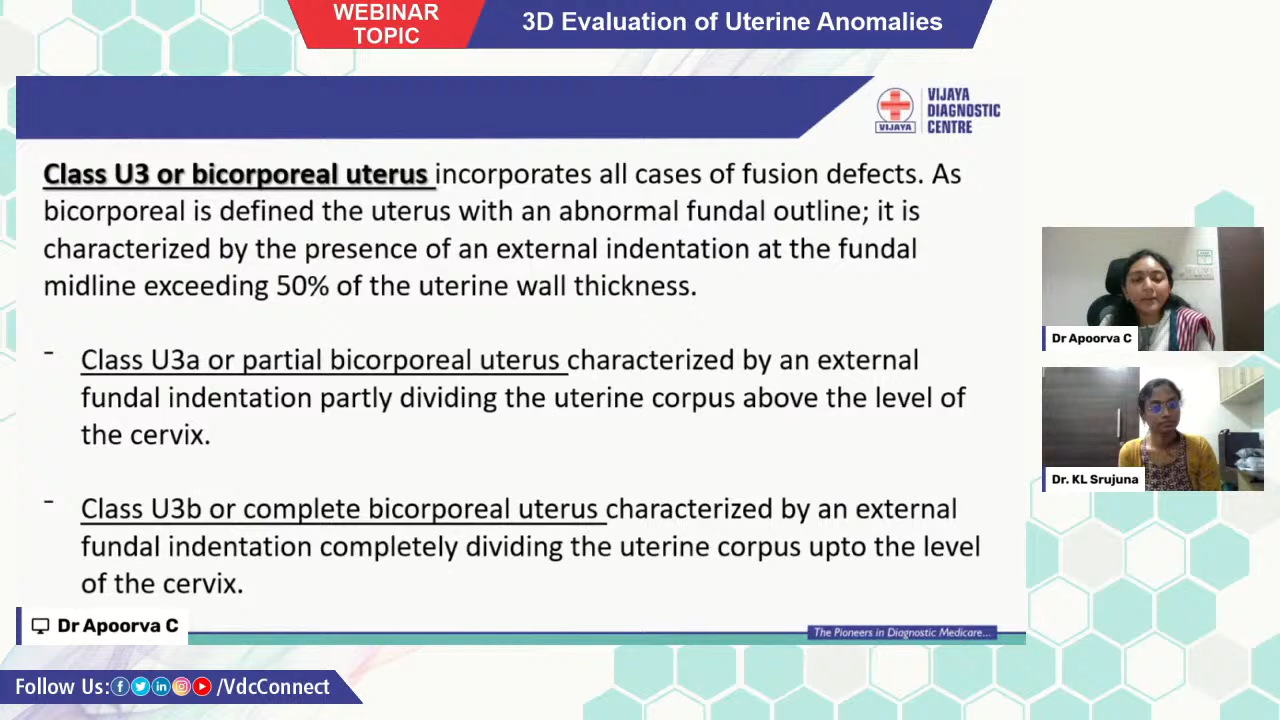 WEBINAR
TOPIC
3D Evaluation of Uterine Anomalies
VIJAYA
VIJAYA
DIAGNOSTIC
CENTRE
Class U3 or bicorporeal uterus incorporates all cases of fusion defects. As
bicorporeal is defined the uterus with an abnormal fundal outline; it is
characterized by the presence of an external indentation at the fundal
midline exceeding 50% of the uterine wall thickness.
- Class U3a or partial bicorporeal uterus characterized by an external
fundal indentation partly dividing the uterine corpus above the level of
the cervix.
- Class U3b or complete bicorporeal uterus characterized by an external
fundal indentation completely dividing the uterine corpus upto the level
of the cervix.
Dr Apoorva C
The Pioneers in Diagnostic Medicare...
Dr Apoorva C
Dr. KL Srujuna
Follow Us: /VdcConnect